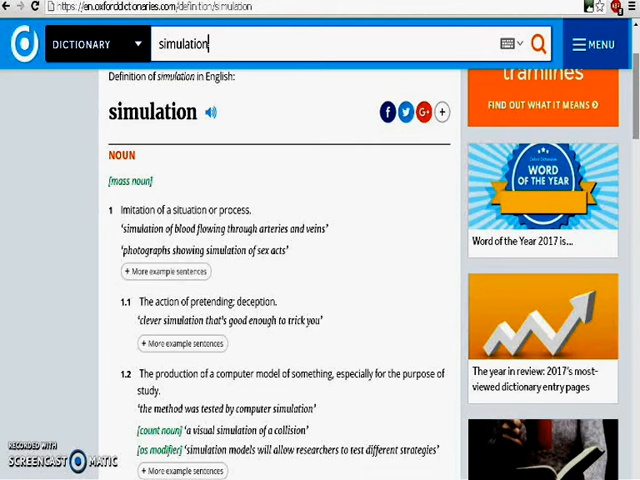 https://en.oxforddictionaries.com/definition/simulation
DICTIONARY
simulation
MENU
Definition of simulation in English:
simulation
NOUN
[mass noun]
1 Imitation of a situation or process.
‘simulation of blood flowing through arteries and veins’
‘photographs showing simulation of sex acts’
+ More example sentences
1.1 The action of pretending; deception.
‘clever simulation that's good enough to trick you’
+ More example sentences
1.2 The production of a computer model of something, especially for the purpose of
study.
‘the method was tested by computer simulation’
[count noun] ‘a visual simulation of a collision’
[as modifier] ‘simulation models will allow researchers to test different strategies’
+ More example sentences
tramlines
FIND OUT WHAT IT MEANS
WORD
OF THE YEAR
Word of the Year 2017 is...
The year in review: 2017's most-
viewed dictionary entry pages
RECORDED WITH
SCREENCAST MATIC